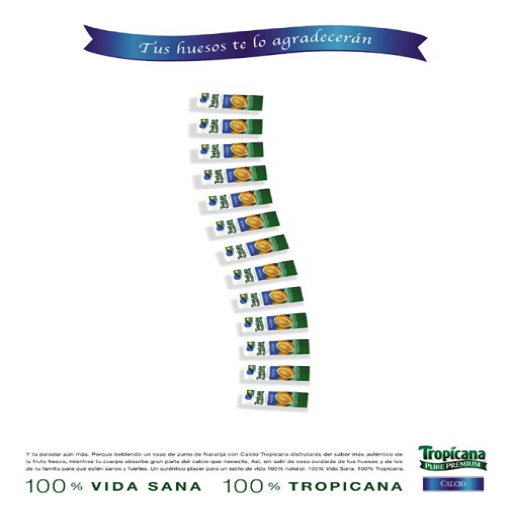 Tus huesos te lo agradecerán
Y tu paladar aún más. Porque bebiendo un vaso de zumo de Naranja con Calcio Tropicana disfrutarás del sabor más auténtico de
la fruta fresca, mientras tu cuerpo absorbe gran parte del calcio que necesita. Así, sin salir de casa cuidarás de tus huesos y de los
de tu familia para que estén sanos y fuertes. Un auténtico placer para un estilo de vida 100% natural. 100% Vida Sana. 100% Tropicana.
100% VIDA SANA 100% TROPICANA
Tropicana
PURE PREMIUM
CALCIO